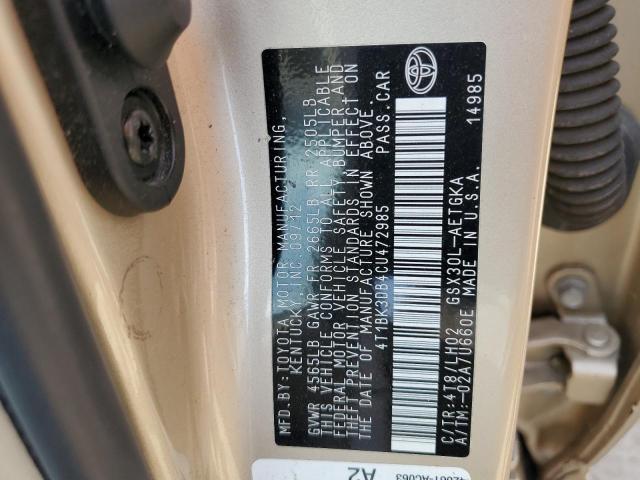 MFD. BY: TOYOTA MOTOR MANUFACTURING,
KENTUCKY, INC. 09/12
GVWR 4565LB GAWR FR 2665LB RR 2505LB
THIS VEHICLE CONFORMS TO ALL APPLICABLE
FEDERAL MOTOR VEHICLE SAFETY, BUMPER, AND
THEFT PREVENTION STANDARDS IN EFFECT ON
THE DATE OF MANUFACTURE SHOWN ABOVE.
4T1BK3DB4CU472985 PASS. CAR
C/TR: 4T8/LH02 GSX30L-AETGKA
A/TM: -02A/U660E MADE IN U.S.A. 14985
42661-AC063
A2